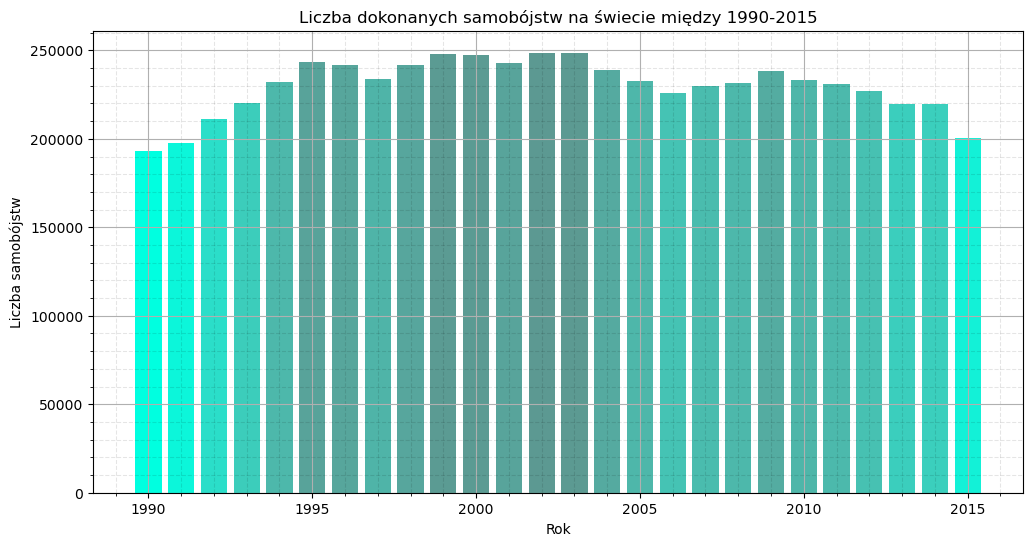 Liczba dokonanych samobójstw na świecie między 1990-2015
250000
200000
150000
100000
50000
0
Liczba samobójstw
1990 1995 2000 2005 2010 2015
Rok